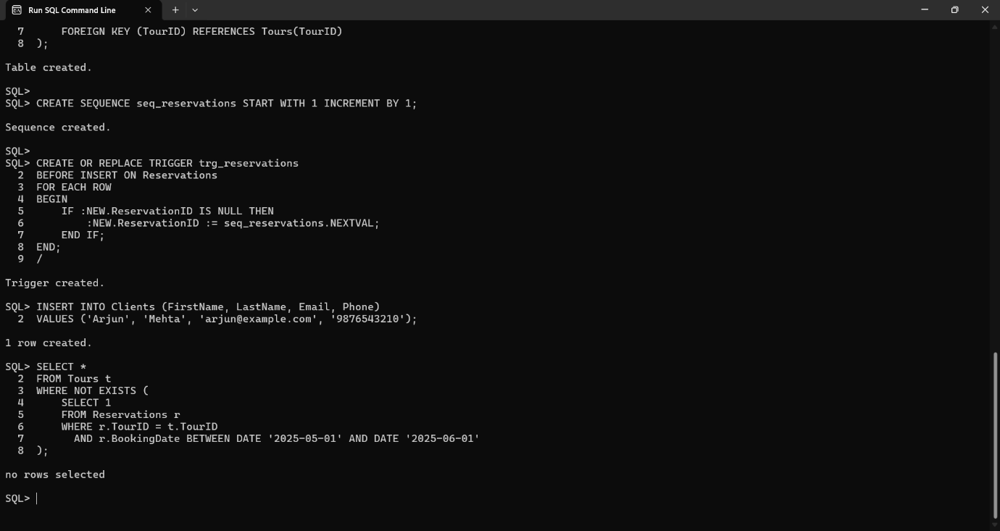 Run SQL Command Line
  7      FOREIGN KEY (TourID) REFERENCES Tours(TourID)
  8  );
Table created.
SQL>
SQL> CREATE SEQUENCE seq_reservations START WITH 1 INCREMENT BY 1;
Sequence created.
SQL>
SQL> CREATE OR REPLACE TRIGGER trg_reservations
  2  BEFORE INSERT ON Reservations
  3  FOR EACH ROW
  4  BEGIN
  5      IF :NEW.ReservationID IS NULL THEN
  6          :NEW.ReservationID := seq_reservations.NEXTVAL;
  7      END IF;
  8  END;
  9  /
Trigger created.
SQL> INSERT INTO Clients (FirstName, LastName, Email, Phone)
  2  VALUES ('Arjun', 'Mehta', 'arjun@example.com', '9876543210');
1 row created.
SQL> SELECT *
  2  FROM Tours t
  3  WHERE NOT EXISTS (
  4      SELECT 1
  5      FROM Reservations r
  6      WHERE r.TourID = t.TourID
  7        AND r.BookingDate BETWEEN DATE '2025-05-01' AND DATE '2025-06-01'
  8  );
no rows selected
SQL>